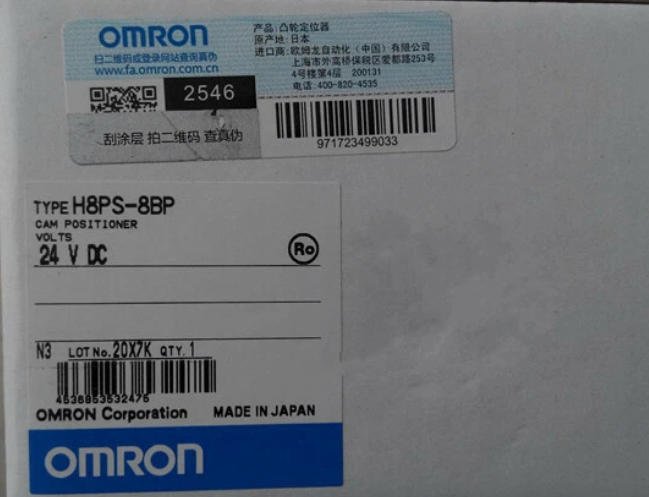 OMRON
扫二维码或登录网站查询真伪
www.fa.omron.com.cn
2546
刮涂层 拍二维码 查真伪
产品:凸轮定位器
原产地:日本
进口商:欧姆龙自动化（中国）有限公司
上海市外高桥保税区爱都路253号
4号楼第4层 200131
电话:400-820-4535
971723499033
TYPE H8PS-8BP
CAM POSITIONER
VOLTS
24 V DC
Ro
N3 LOT No. 20X7K QTY. 1
4536853532475
OMRON Corporation MADE IN JAPAN
OMRON